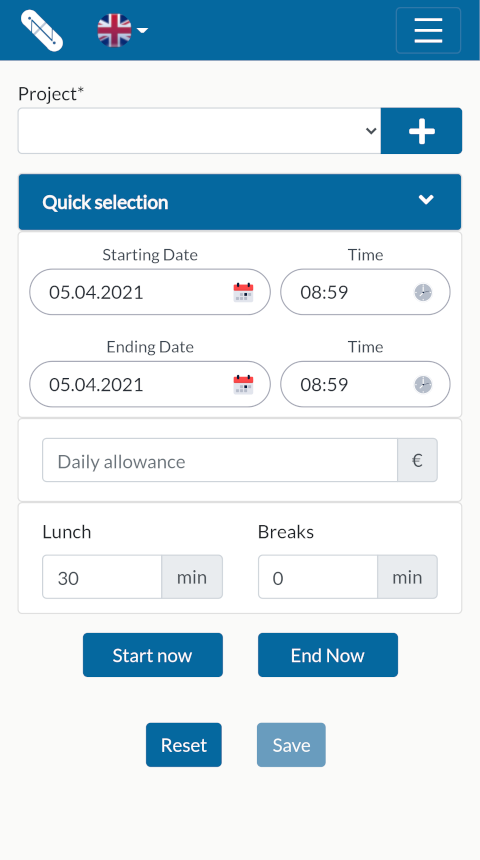 Project*
Quick selection
Starting Date Time
05.04.2021 08:59
Ending Date Time
05.04.2021 08:59
Daily allowance €
Lunch Breaks
30 min 0 min
Start now End Now
Reset Save